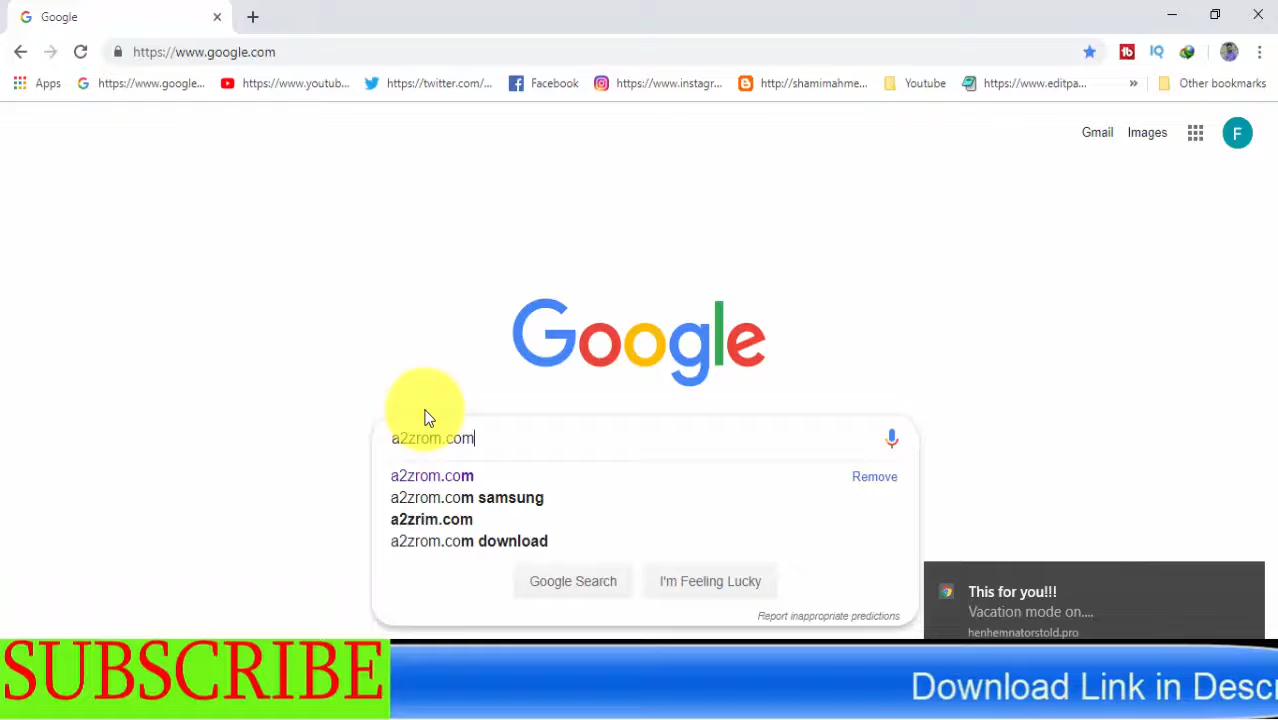 Google
https://www.google.com
Apps
https://www.google...
https://www.youtub...
https://twitter.com/...
Facebook
https://www.instagr...
http://shamimahme...
Youtube
https://www.editpa...
»
Other bookmarks
Gmail
Images
F
Google
a2zrom.com
a2zrom.com
Remove
a2zrom.com samsung
a2zrim.com
a2zrom.com download
Google Search
I'm Feeling Lucky
Report inappropriate predictions
This for you!!!
Vacation mode on....
henhemnatorstold.pro
SUBSCRIBE
Download Link in Descr